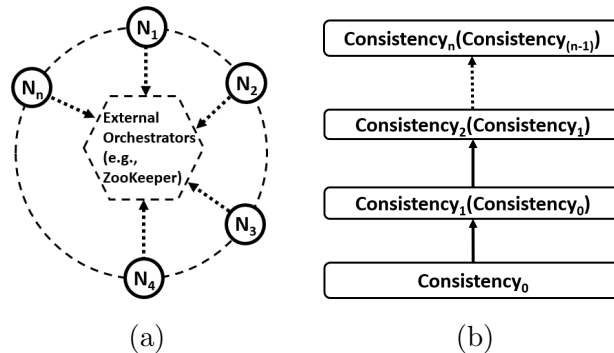 N₁
N₂
Nₙ
External
Orchestrators
(e.g.,
ZooKeeper)
N₃
N₄
(a)
Consistencyₙ(Consistency₍ₙ₋₁₎)
Consistency₂(Consistency₁)
Consistency₁(Consistency₀)
Consistency₀
(b)